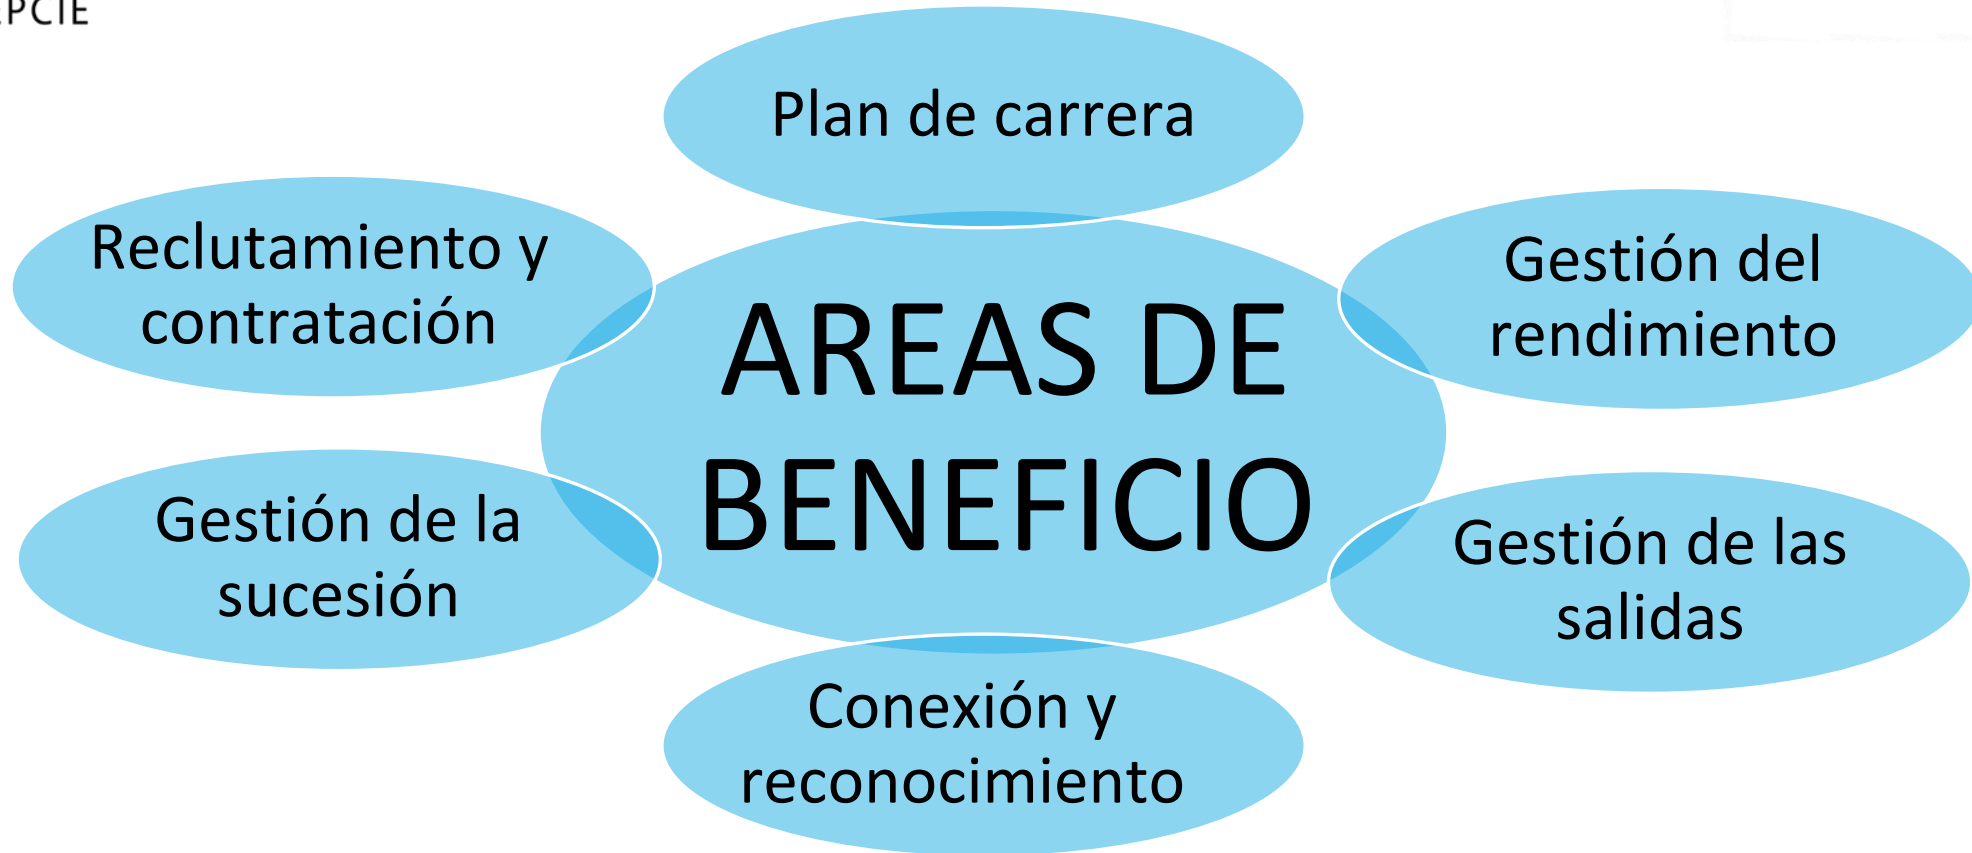 Plan de carrera
Reclutamiento y
contratación
Gestión del
rendimiento
AREAS DE
BENEFICIO
Gestión de la
sucesión
Gestión de las
salidas
Conexión y
reconocimiento